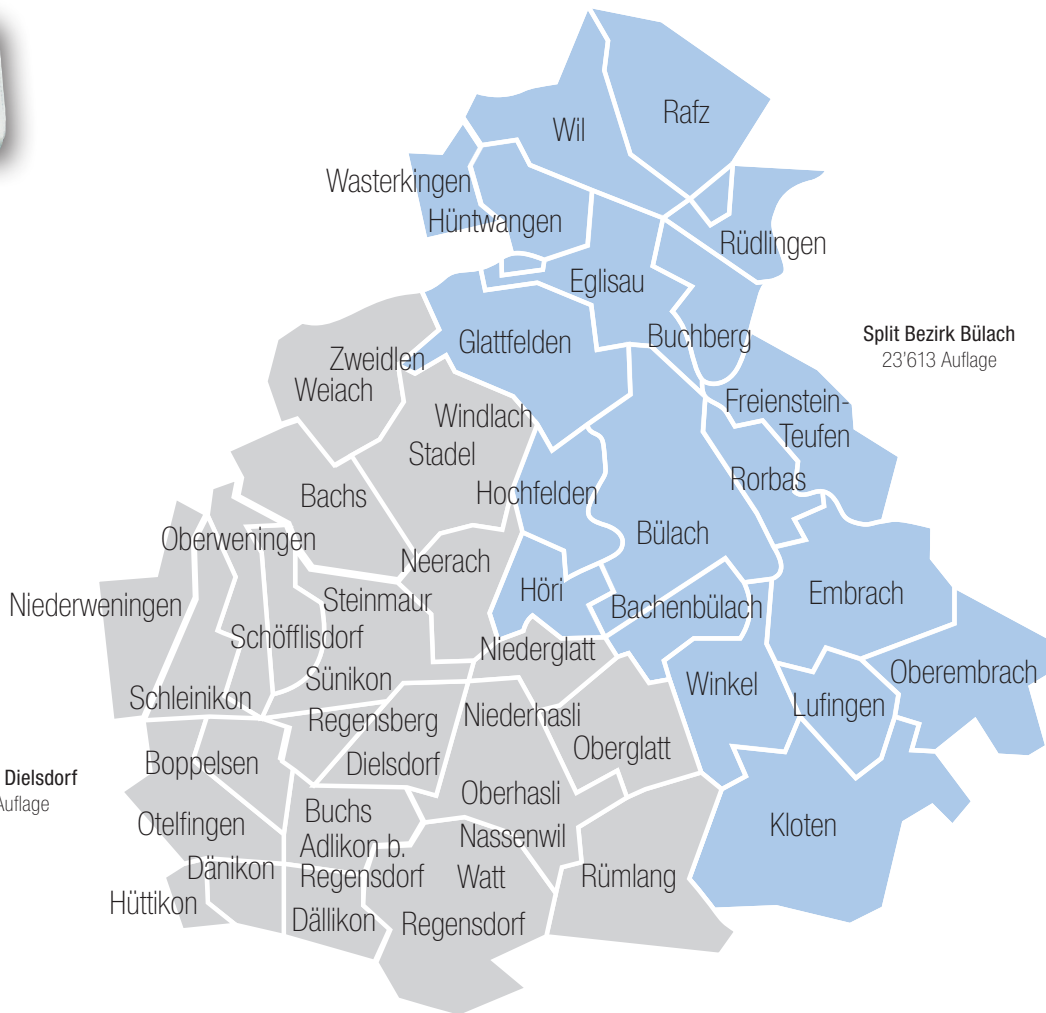 Rafz
Wil
Wasterkingen
Hüntwangen
Rüdlingen
Eglisau
Split Bezirk Bülach
23'613 Auflage
Buchberg
Glattfelden
Zweidlen
Weiach
Freienstein-
Teufen
Windlach
Stadel
Rorbas
Hochfelden
Bachs
Bülach
Oberweningen
Neerach
Höri
Embrach
Steinmaur
Bachenbülach
Niederweningen
Schöfflisdorf
Niederglatt
Oberembrach
Sünikon
Winkel
Schleinikon
Lufingen
Regensberg
Niederhasli
Oberglatt
Boppelsen
Dielsdorf
Dielsdorf
Auflage
Oberhasli
Buchs
Kloten
Otelfingen
Adlikon b.
Regensdorf
Nassenwil
Dänikon
Watt
Rümlang
Hüttikon
Dällikon
Regensdorf